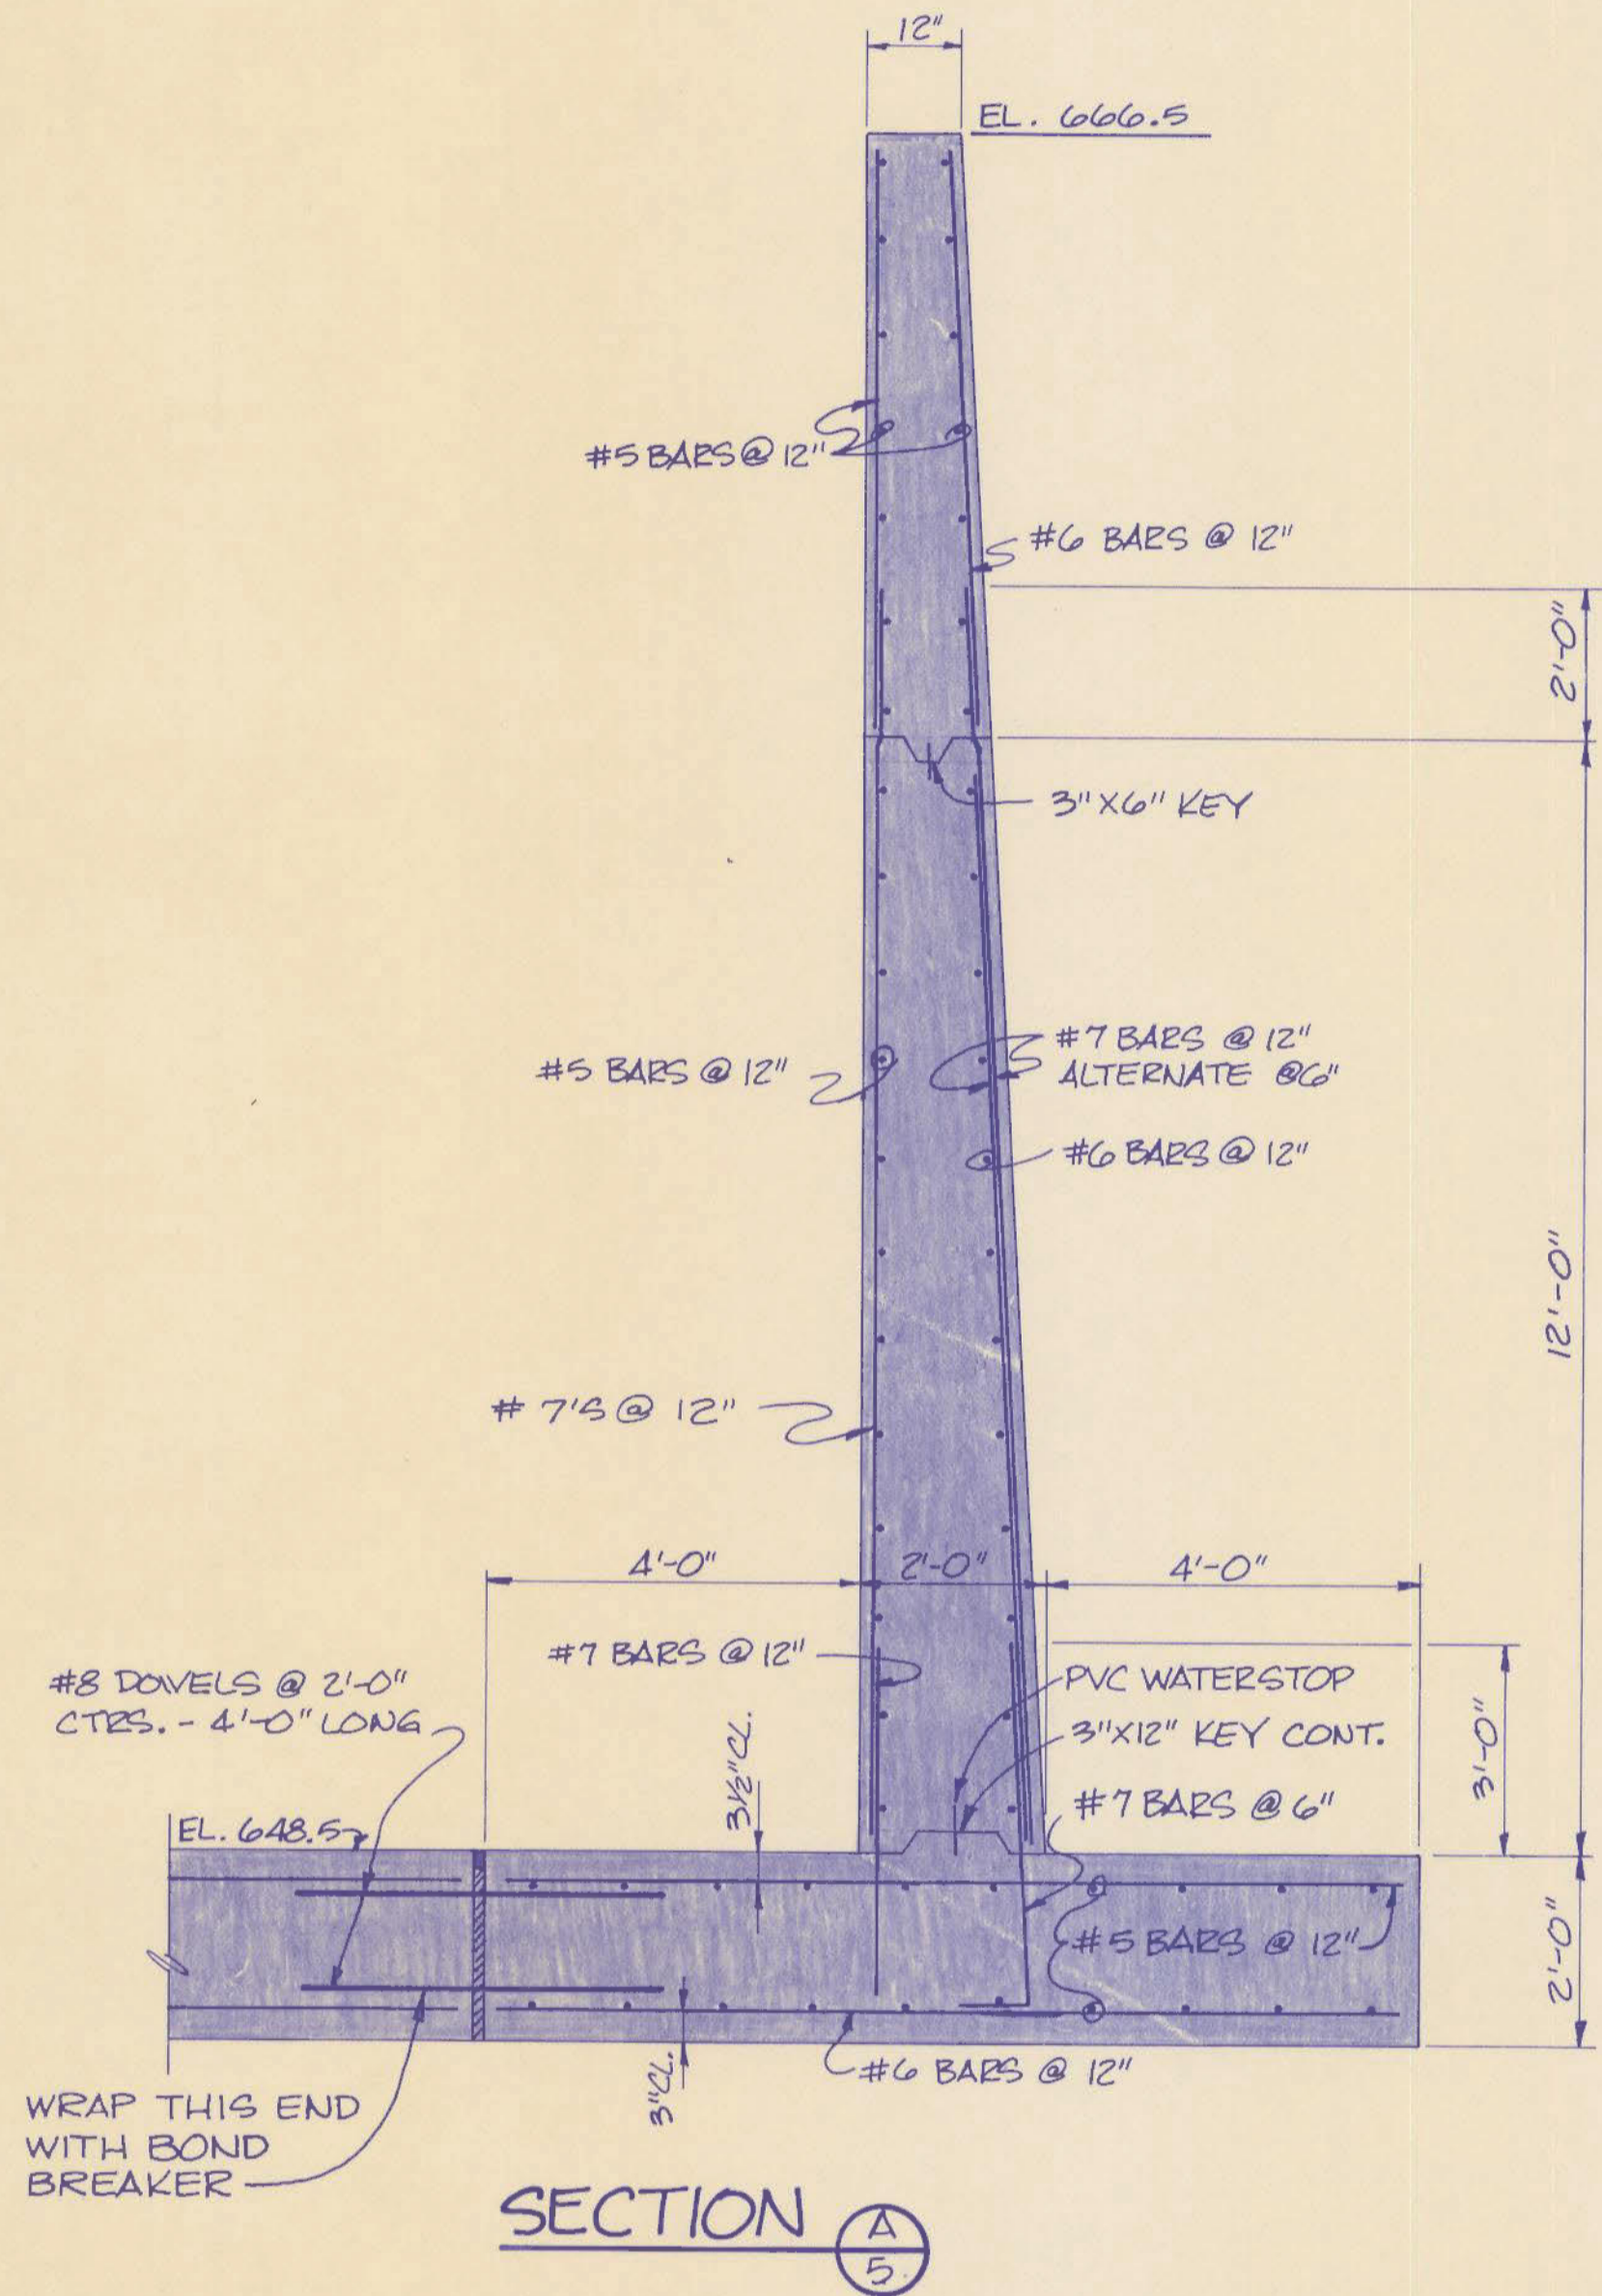 12"
EL. 666.5
#5 BARS @ 12"
#6 BARS @ 12"
2'-0"
3"X6" KEY
#7 BARS @ 12"
ALTERNATE @6"
#5 BARS @ 12"
#6 BARS @ 12"
12'-0"
# 7'S @ 12"
4'-0"
2'-0"
4'-0"
#7 BARS @ 12"
#8 DOWELS @ 2'-0"
CTRS. - 4'-0" LONG
PVC WATERSTOP
3"X12" KEY CONT.
3'-0"
3½" CL.
#7 BARS @ 6"
EL. 648.5
#5 BARS @ 12"
2'-0"
3" CL.
#6 BARS @ 12"
WRAP THIS END
WITH BOND
BREAKER
SECTION A
5